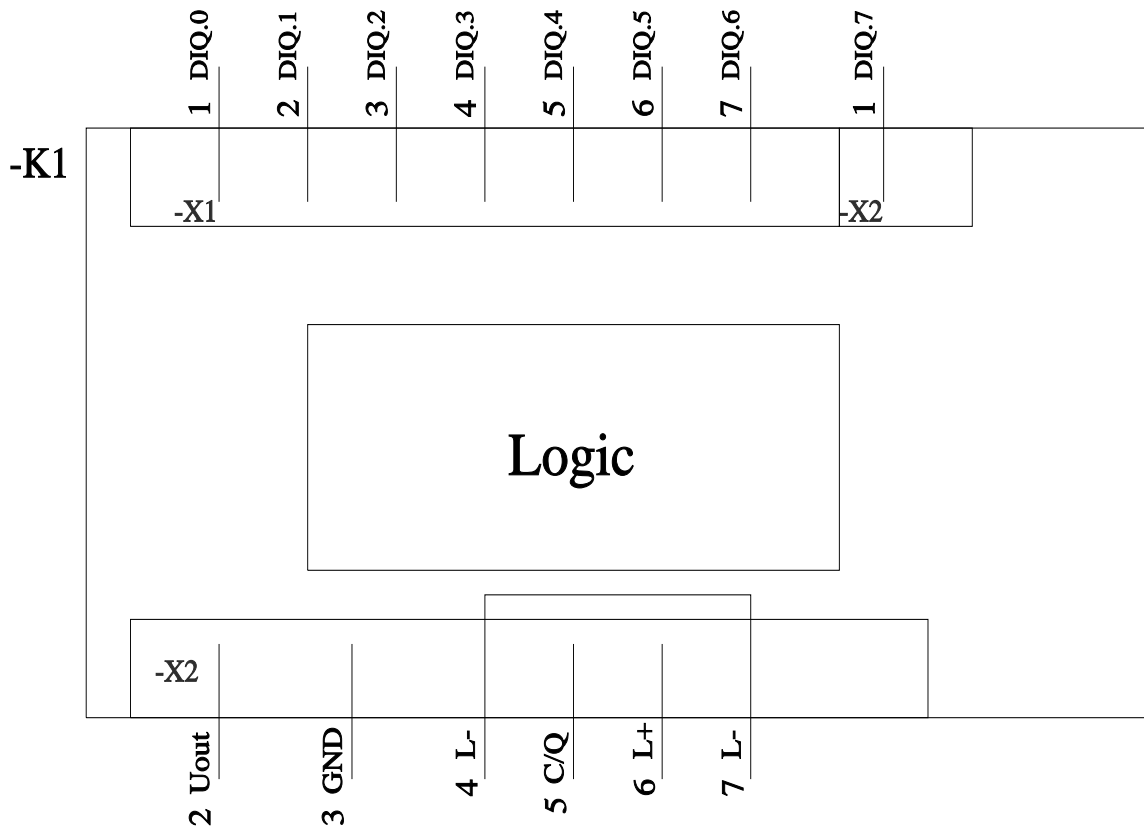 1 DIQ.0
2 DIQ.1
3 DIQ.2
4 DIQ.3
5 DIQ.4
6 DIQ.5
7 DIQ.6
1 DIQ.7
-K1
-X1
-X2
Logic
-X2
2 Uout
3 GND
4 L-
5 C/Q
6 L+
7 L-